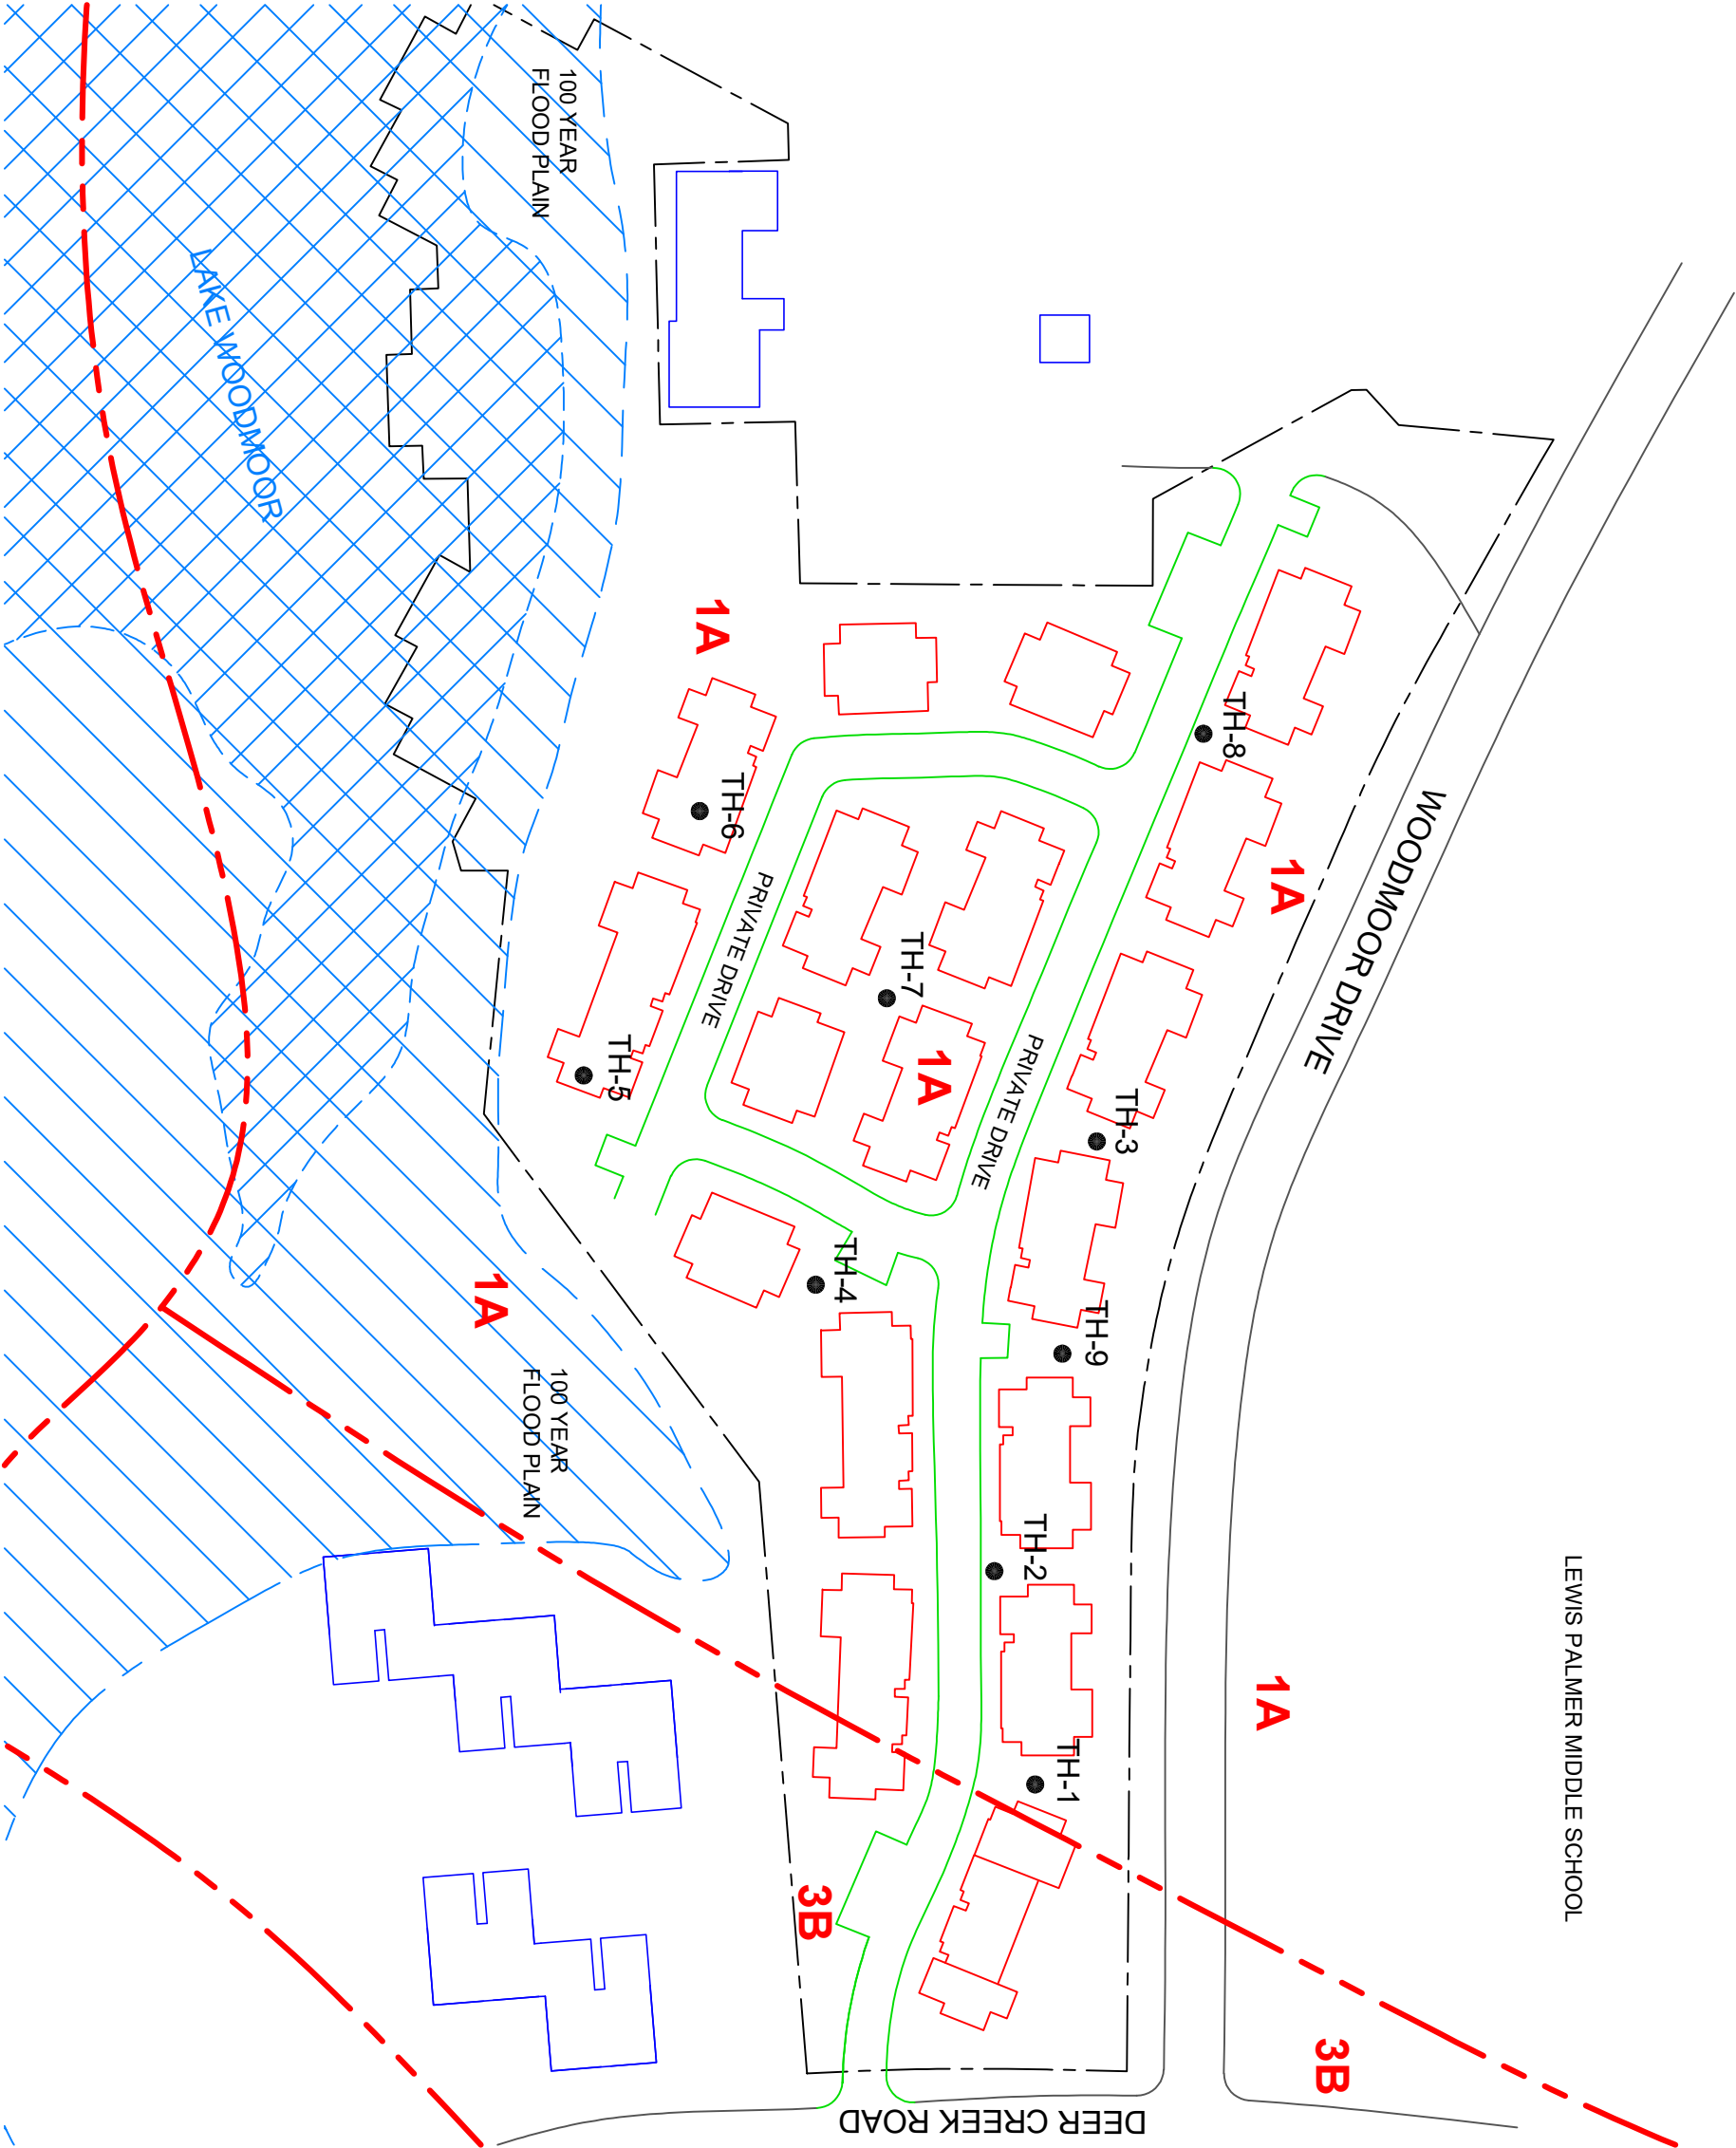 100 YEAR
FLOOD PLAIN
LAKE WOODMOOR
1A
TH-8
TH-6
WOODMOOR DRIVE
1A
PRIVATE DRIVE
TH-7
1A
PRIVATE DRIVE
TH-5
TH-3
TH-4
1A
TH-9
100 YEAR
FLOOD PLAIN
TH-2
LEWIS PALMER MIDDLE SCHOOL
1A
TH-1
3B
3B
DEER CREEK ROAD